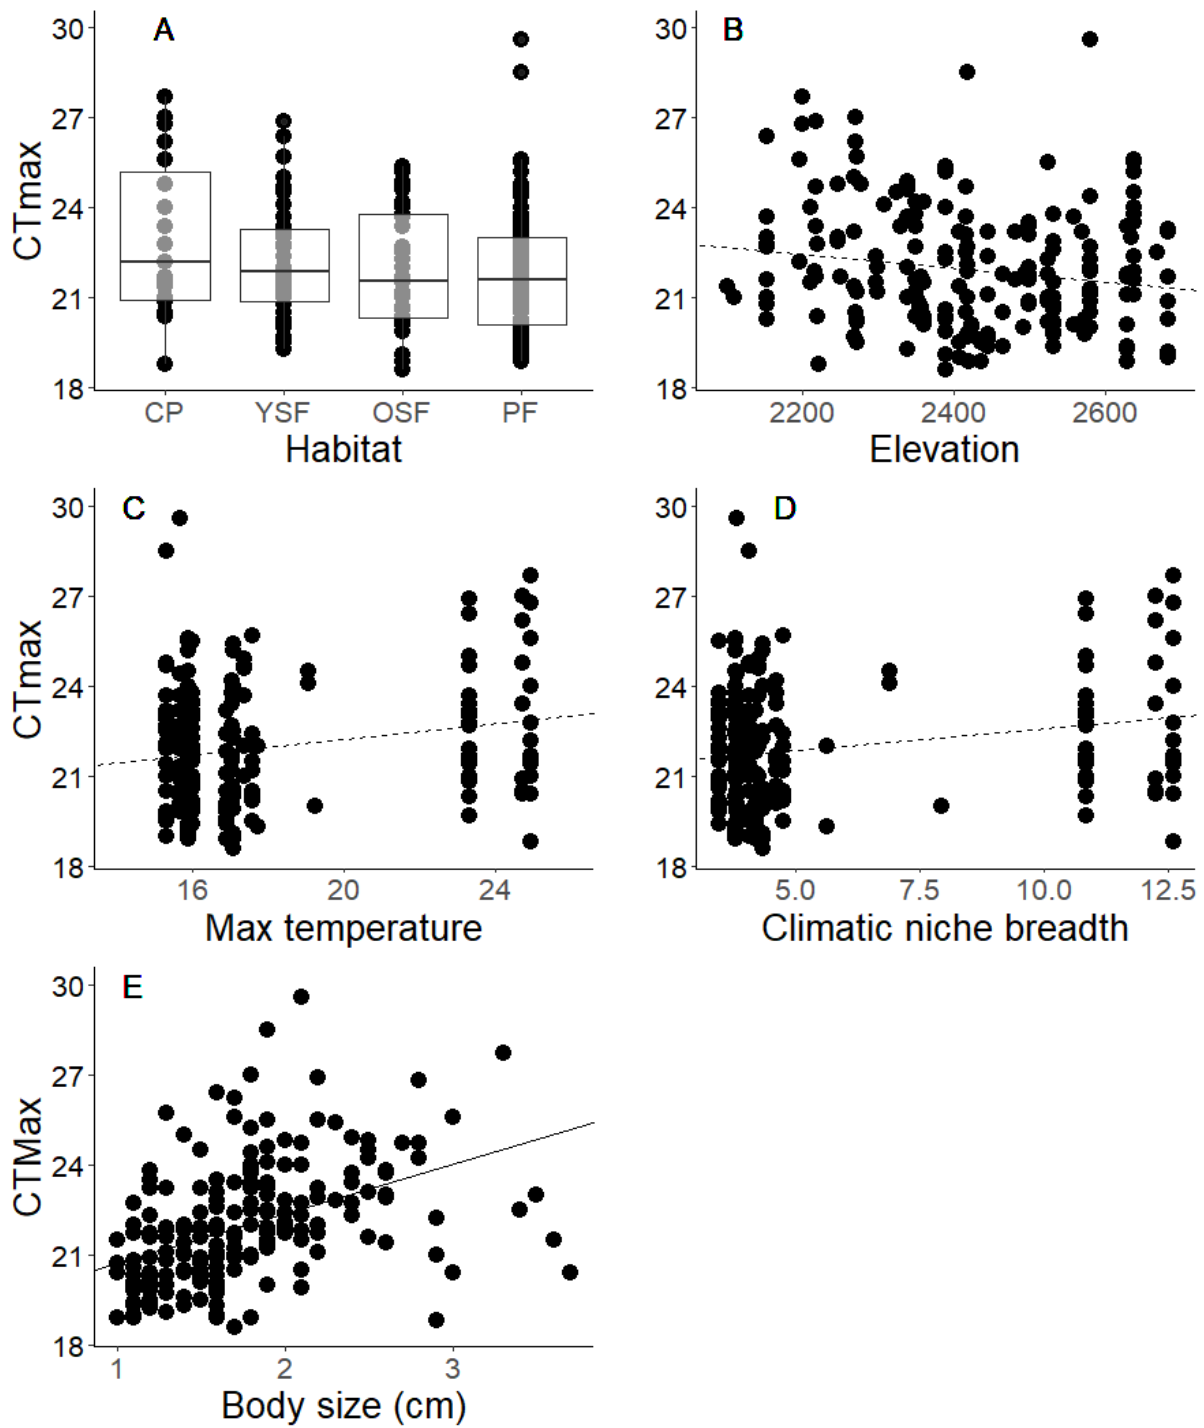 A
CTmax
30
27
24
21
18
CP YSF OSF PF
Habitat
B
30
27
24
21
18
2200 2400 2600
Elevation
C
CTmax
30
27
24
21
18
16 20 24
Max temperature
D
30
27
24
21
18
5.0 7.5 10.0 12.5
Climatic niche breadth
E
CTMax
30
27
24
21
18
1 2 3
Body size (cm)